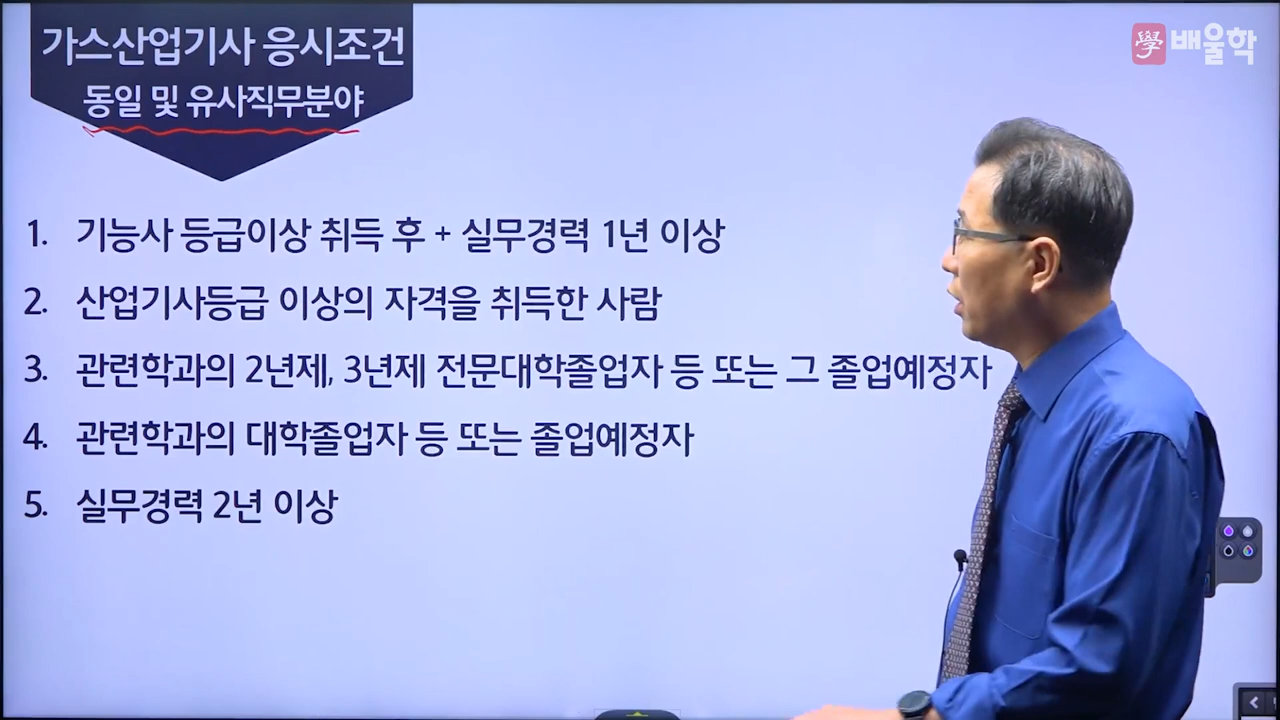 가스산업기사 응시조건
동일 및 유사직무분야
學 배울학
1. 기능사 등급이상 취득 후 + 실무경력 1년 이상
2. 산업기사등급 이상의 자격을 취득한 사람
3. 관련학과의 2년제, 3년제 전문대학졸업자 등 또는 그 졸업예정자
4. 관련학과의 대학졸업자 등 또는 졸업예정자
5. 실무경력 2년 이상